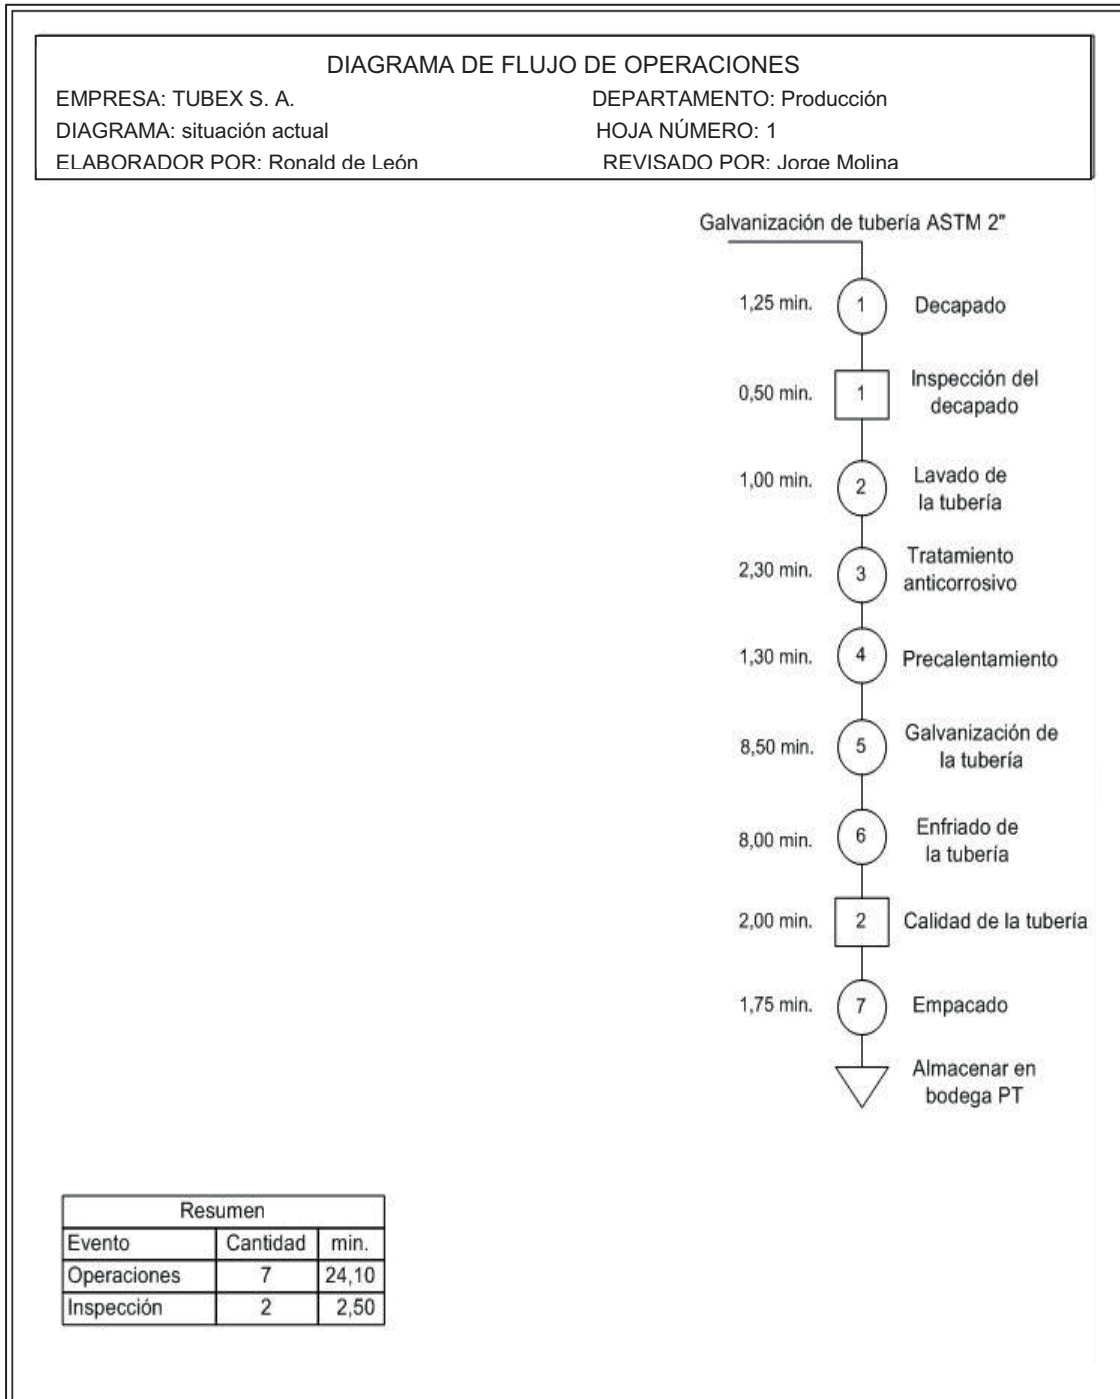 DIAGRAMA DE FLUJO DE OPERACIONES
EMPRESA: TUBEX S. A. DEPARTAMENTO: Producción
DIAGRAMA: situación actual HOJA NÚMERO: 1
ELABORADOR POR: Ronald de León REVISADO POR: Jorge Molina
Galvanización de tubería ASTM 2"
1,25 min. 1 Decapado
0,50 min. 1 Inspección del
decapado
1,00 min. 2 Lavado de
la tubería
2,30 min. 3 Tratamiento
anticorrosivo
1,30 min. 4 Precalentamiento
8,50 min. 5 Galvanización de
la tubería
8,00 min. 6 Enfriado de
la tubería
2,00 min. 2 Calidad de la tubería
1,75 min. 7 Empacado
Almacenar en
bodega PT
Resumen
Evento Cantidad min.
Operaciones 7 24,10
Inspección 2 2,50